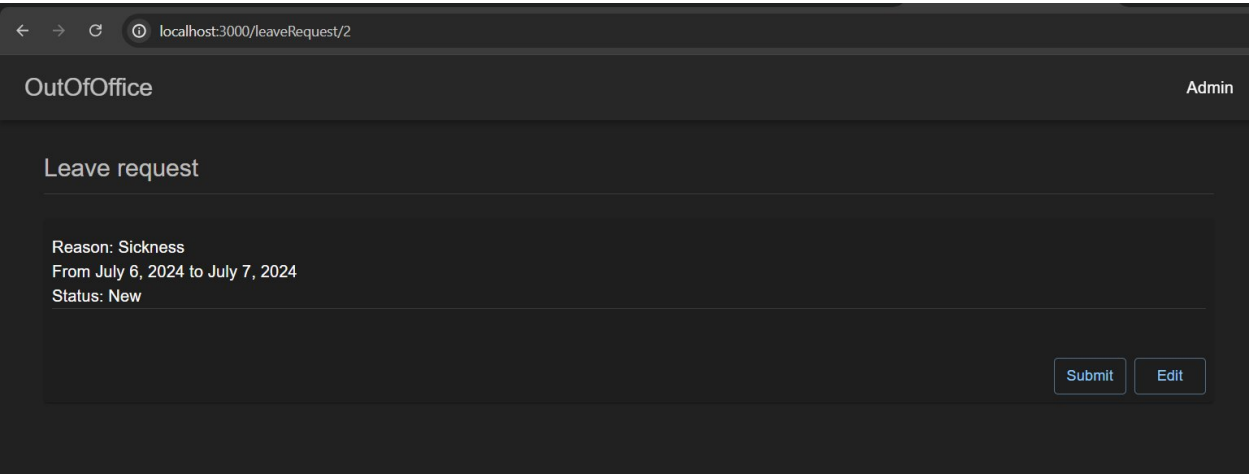 localhost:3000/leaveRequest/2
OutOfOffice
Admin
Leave request
Reason: Sickness
From July 6, 2024 to July 7, 2024
Status: New
Submit
Edit